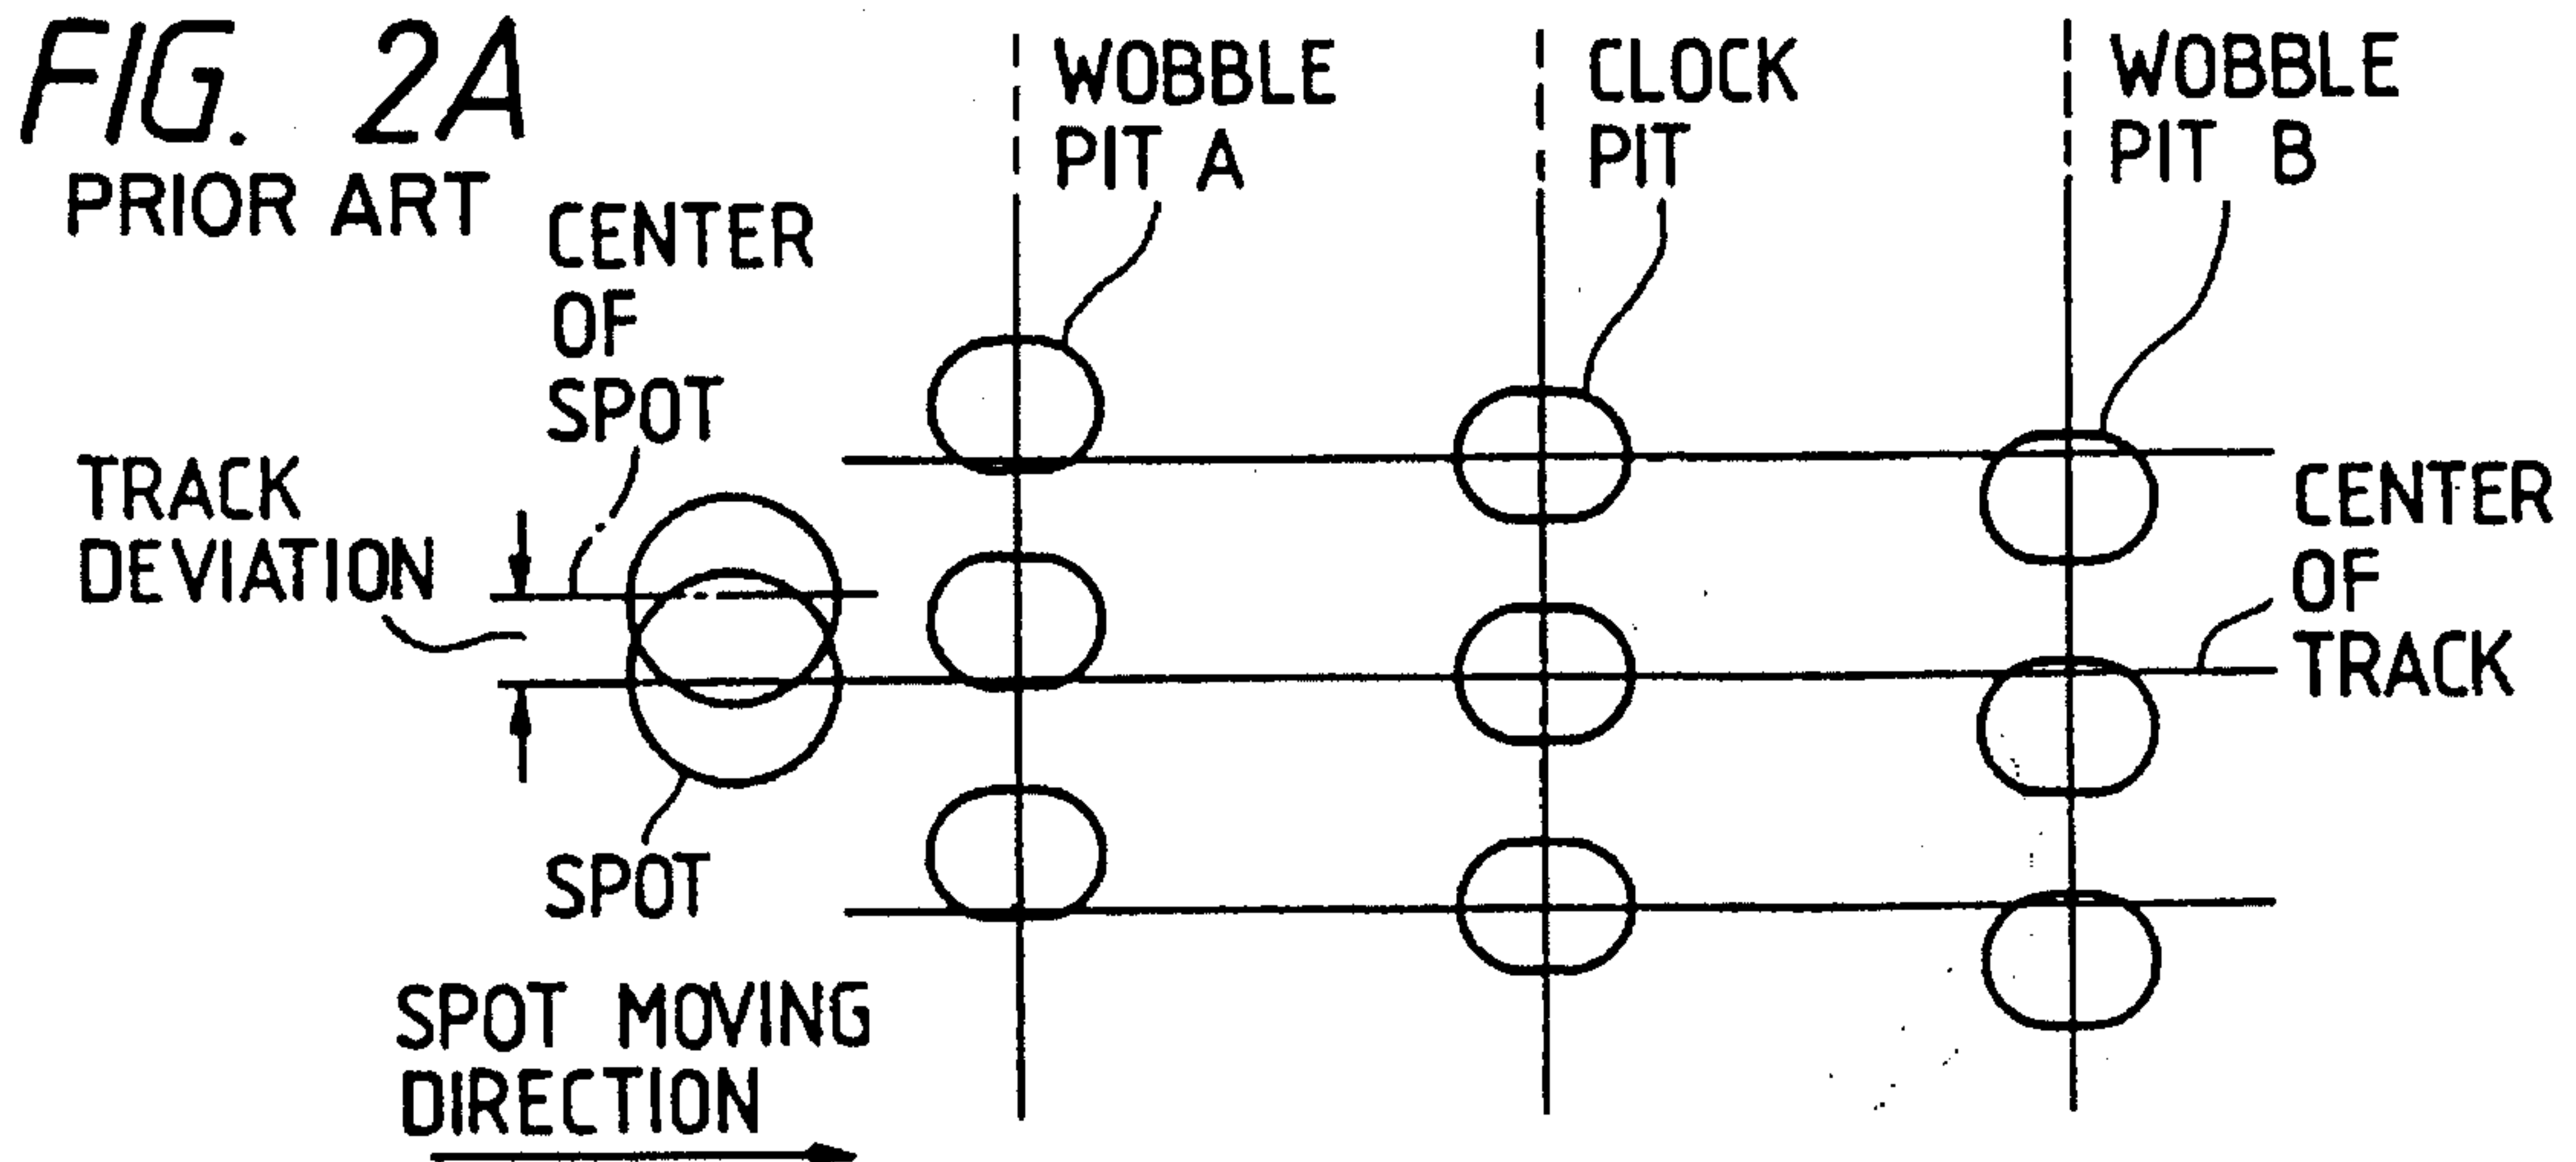 FIG. 2A
PRIOR ART
WOBBLE
PIT A
CLOCK
PIT
WOBBLE
PIT B
CENTER
OF
SPOT
TRACK
DEVIATION
CENTER
OF
TRACK
SPOT
SPOT MOVING
DIRECTION